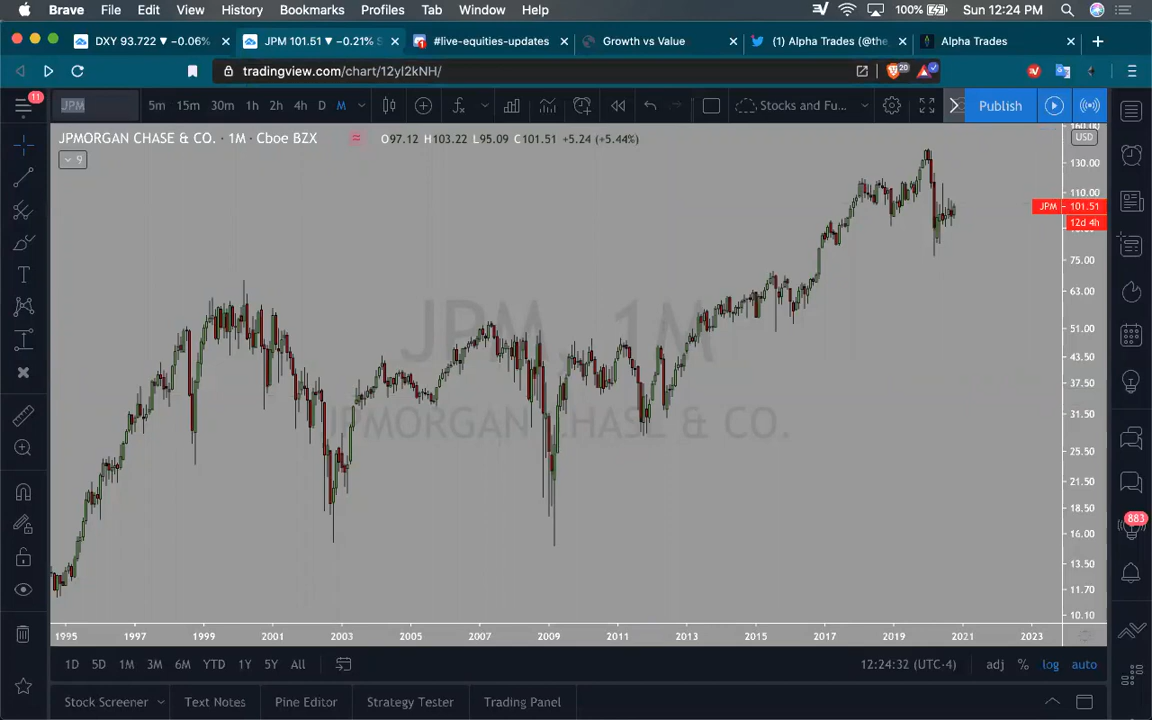 Brave File Edit View History Bookmarks Profiles Tab Window Help 100% Sun 12:24 PM
DXY 93.722 ▼ −0.06% JPM 101.51 ▼ −0.21% S #live-equities-updates Growth vs Value (1) Alpha Trades (@the_ Alpha Trades
tradingview.com/chart/12yl2kNH/ 20
11 JPM 5m 15m 30m 1h 2h 4h D M Stocks and Fu... Publish
JPMORGAN CHASE & CO. · 1M · Cboe BZX O97.12 H103.22 L95.09 C101.51 +5.24 (+5.44%)
9
USD
160.00
130.00
110.00
JPM 101.51
12d 4h
75.00
63.00
51.00
43.50
37.50
31.50
25.50
21.50
18.50
16.00
13.50
11.70
10.10
JPM, 1M
JPMORGAN CHASE & CO.
883
1995 1997 1999 2001 2003 2005 2007 2009 2011 2013 2015 2017 2019 2021 2023
1D 5D 1M 3M 6M YTD 1Y 5Y All 12:24:32 (UTC-4) adj % log auto
Stock Screener Text Notes Pine Editor Strategy Tester Trading Panel